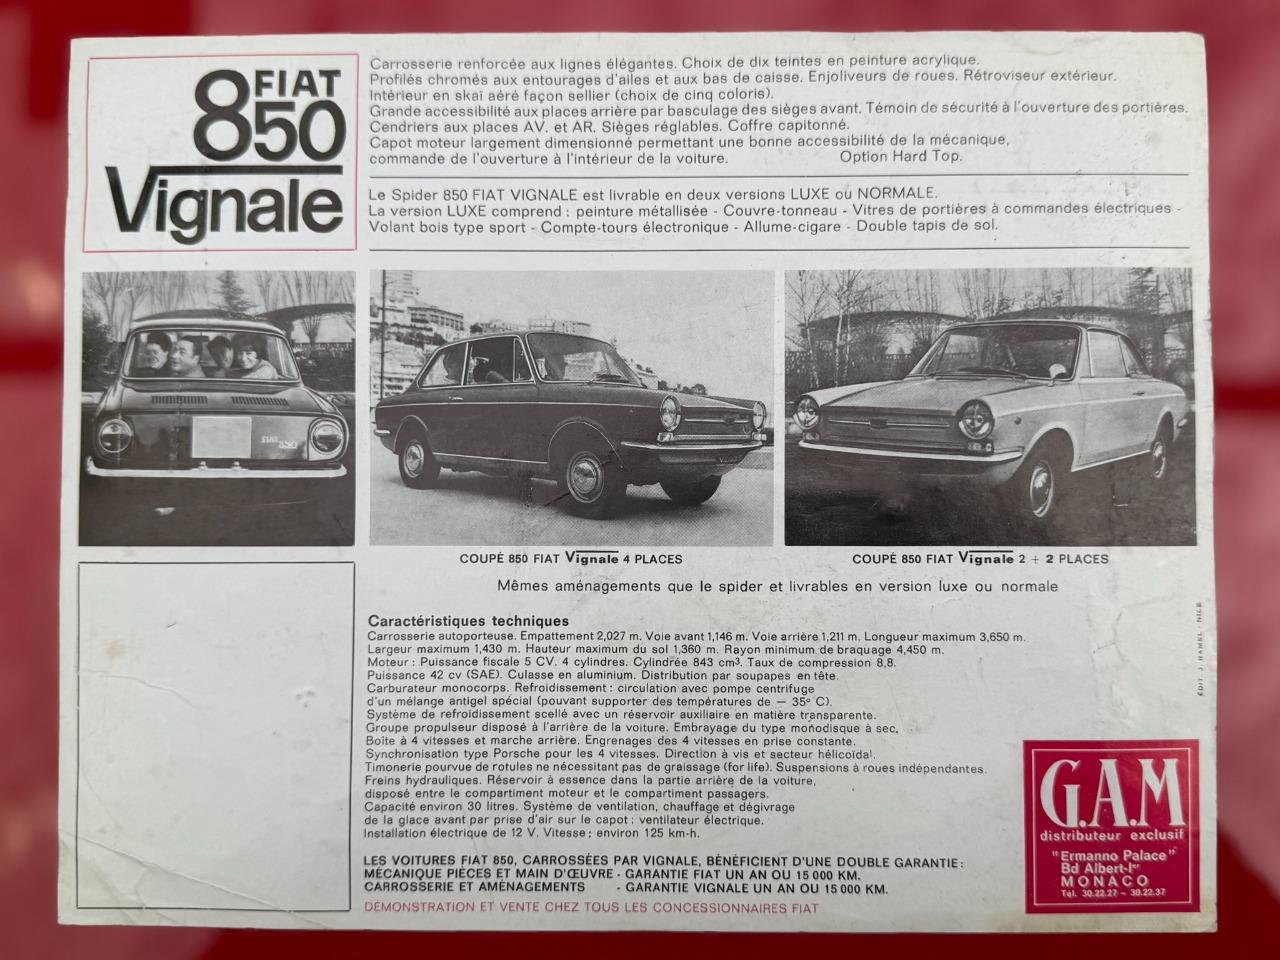 FIAT
850
Vignale
Carrosserie renforcée aux lignes élégantes. Choix de dix teintes en peinture acrylique.
Profilés chromés aux entourages d'ailes et aux bas de caisse. Enjoliveurs de roues. Rétroviseur extérieur.
Intérieur en skaï aéré façon sellier (choix de cinq coloris).
Grande accessibilité aux places arrière par basculage des sièges avant. Témoin de sécurité à l'ouverture des portières.
Cendriers aux places AV. et AR. Sièges réglables. Coffre capitonné.
Capot moteur largement dimensionné permettant une bonne accessibilité de la mécanique,
commande de l'ouverture à l'intérieur de la voiture. Option Hard Top.
Le Spider 850 FIAT VIGNALE est livrable en deux versions LUXE ou NORMALE.
La version LUXE comprend : peinture métallisée - Couvre-tonneau - Vitres de portières à commandes électriques -
Volant bois type sport - Compte-tours électronique - Allume-cigare - Double tapis de sol.
FIAT 850
COUPÉ 850 FIAT Vignale 4 PLACES
COUPÉ 850 FIAT Vignale 2 + 2 PLACES
Mêmes aménagements que le spider et livrables en version luxe ou normale
Caractéristiques techniques
Carrosserie autoporteuse. Empattement 2,027 m. Voie avant 1,146 m. Voie arrière 1,211 m. Longueur maximum 3,650 m.
Largeur maximum 1,430 m. Hauteur maximum du sol 1,360 m. Rayon minimum de braquage 4,450 m.
Moteur : Puissance fiscale 5 CV. 4 cylindres. Cylindrée 843 cm³. Taux de compression 8,8.
Puissance 42 cv (SAE). Culasse en aluminium. Distribution par soupapes en tête.
Carburateur monocorps. Refroidissement : circulation avec pompe centrifuge
d'un mélange antigel spécial (pouvant supporter des températures de — 35° C).
Système de refroidissement scellé avec un réservoir auxiliaire en matière transparente.
Groupe propulseur disposé à l'arrière de la voiture. Embrayage du type monodisque à sec.
Boîte à 4 vitesses et marche arrière. Engrenages des 4 vitesses en prise constante.
Synchronisation type Porsche pour les 4 vitesses. Direction à vis et secteur hélicoïdal.
Timonerie pourvue de rotules ne nécessitant pas de graissage (for life). Suspensions à roues indépendantes.
Freins hydrauliques. Réservoir à essence dans la partie arrière de la voiture,
disposé entre le compartiment moteur et le compartiment passagers.
Capacité environ 30 litres. Système de ventilation, chauffage et dégivrage
de la glace avant par prise d'air sur le capot ; ventilateur électrique.
Installation électrique de 12 V. Vitesse : environ 125 km-h.
LES VOITURES FIAT 850, CARROSSÉES PAR VIGNALE, BÉNÉFICIENT D'UNE DOUBLE GARANTIE :
MÉCANIQUE PIÈCES ET MAIN D'ŒUVRE - GARANTIE FIAT UN AN OU 15 000 KM.
CARROSSERIE ET AMÉNAGEMENTS - GARANTIE VIGNALE UN AN OU 15 000 KM.
DÉMONSTRATION ET VENTE CHEZ TOUS LES CONCESSIONNAIRES FIAT
G.A.M
distributeur exclusif
"Ermanno Palace"
Bd Albert-Ier
MONACO
Tél. 30.22.27 - 30.22.37